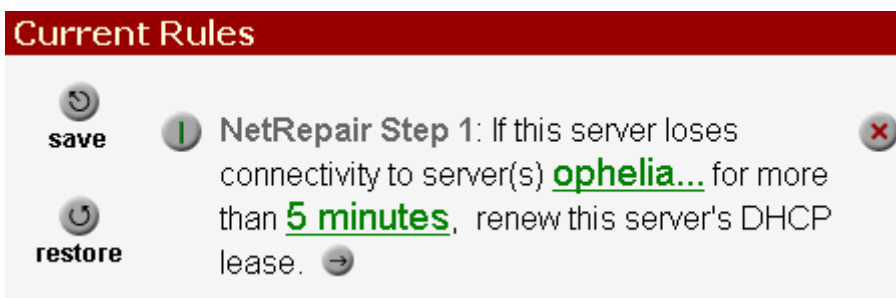 Current Rules
save
restore
NetRepair Step 1: If this server loses
connectivity to server(s) ophelia... for more
than 5 minutes, renew this server's DHCP
lease.